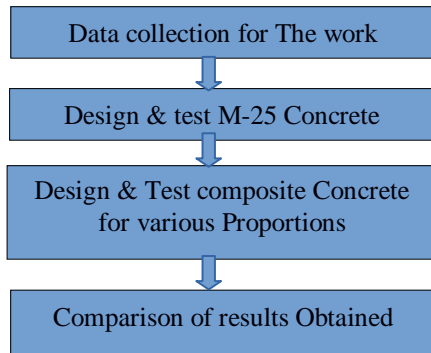 Data collection for The work
Design & test M-25 Concrete
Design & Test composite Concrete
for various Proportions
Comparison of results Obtained